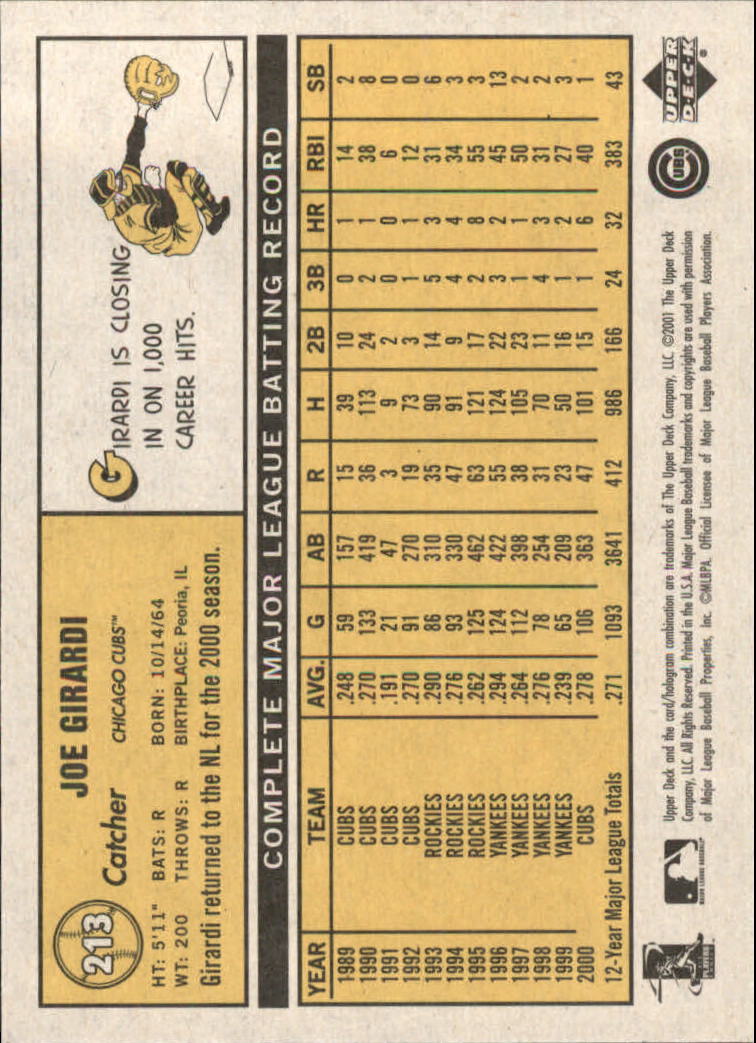 213
JOE GIRARDI
Catcher CHICAGO CUBS™
HT: 5'11" BATS: R BORN: 10/14/64
WT: 200 THROWS: R BIRTHPLACE: Peoria, IL
Girardi returned to the NL for the 2000 season.
GIRARDI IS CLOSING
IN ON 1,000
CAREER HITS.
COMPLETE MAJOR LEAGUE BATTING RECORD
YEAR TEAM AVG. G AB R H 2B 3B HR RBI SB
1989 CUBS .248 59 157 15 39 10 0 1 14 2
1990 CUBS .270 133 419 36 113 24 2 1 38 8
1991 CUBS .191 21 47 3 9 2 0 0 6 0
1992 CUBS .270 91 270 19 73 3 1 1 12 0
1993 ROCKIES .290 86 310 35 90 14 5 3 31 6
1994 ROCKIES .276 93 330 47 91 9 4 4 34 3
1995 ROCKIES .262 125 462 63 121 17 2 8 55 3
1996 YANKEES .294 124 422 55 124 22 3 2 45 13
1997 YANKEES .264 112 398 38 105 23 1 1 50 2
1998 YANKEES .276 78 254 31 70 11 4 3 31 2
1999 YANKEES .239 65 209 23 50 16 1 2 27 3
2000 CUBS .278 106 363 47 101 15 1 6 40 1
12-Year Major League Totals .271 1093 3641 412 986 166 24 32 383 43
Upper Deck and the card/hologram combination are trademarks of The Upper Deck Company, LLC. ©2001 The Upper Deck
Company, LLC. All Rights Reserved. Printed in the U.S.A. Major League Baseball trademarks and copyrights are used with permission
of Major League Baseball Properties, Inc. ©MLBPA. Official Licensee of Major League Baseball Players Association.
MAJOR LEAGUE BASEBALL
CUBS
UPPER
DECK